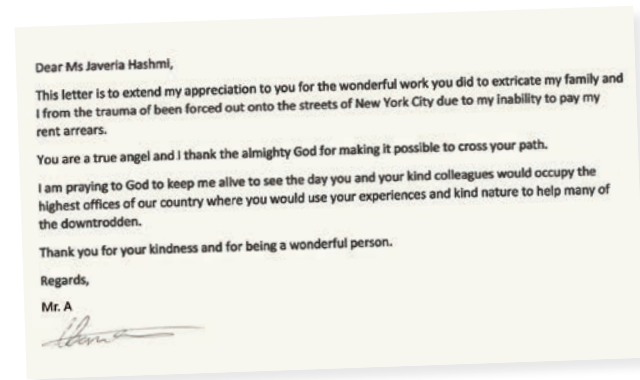 Dear Ms Javeria Hashmi,
This letter is to extend my appreciation to you for the wonderful work you did to extricate my family and
I from the trauma of been forced out onto the streets of New York City due to my inability to pay my
rent arrears.
You are a true angel and I thank the almighty God for making it possible to cross your path.
I am praying to God to keep me alive to see the day you and your kind colleagues would occupy the
highest offices of our country where you would use your experiences and kind nature to help many of
the downtrodden.
Thank you for your kindness and for being a wonderful person.
Regards,
Mr. A